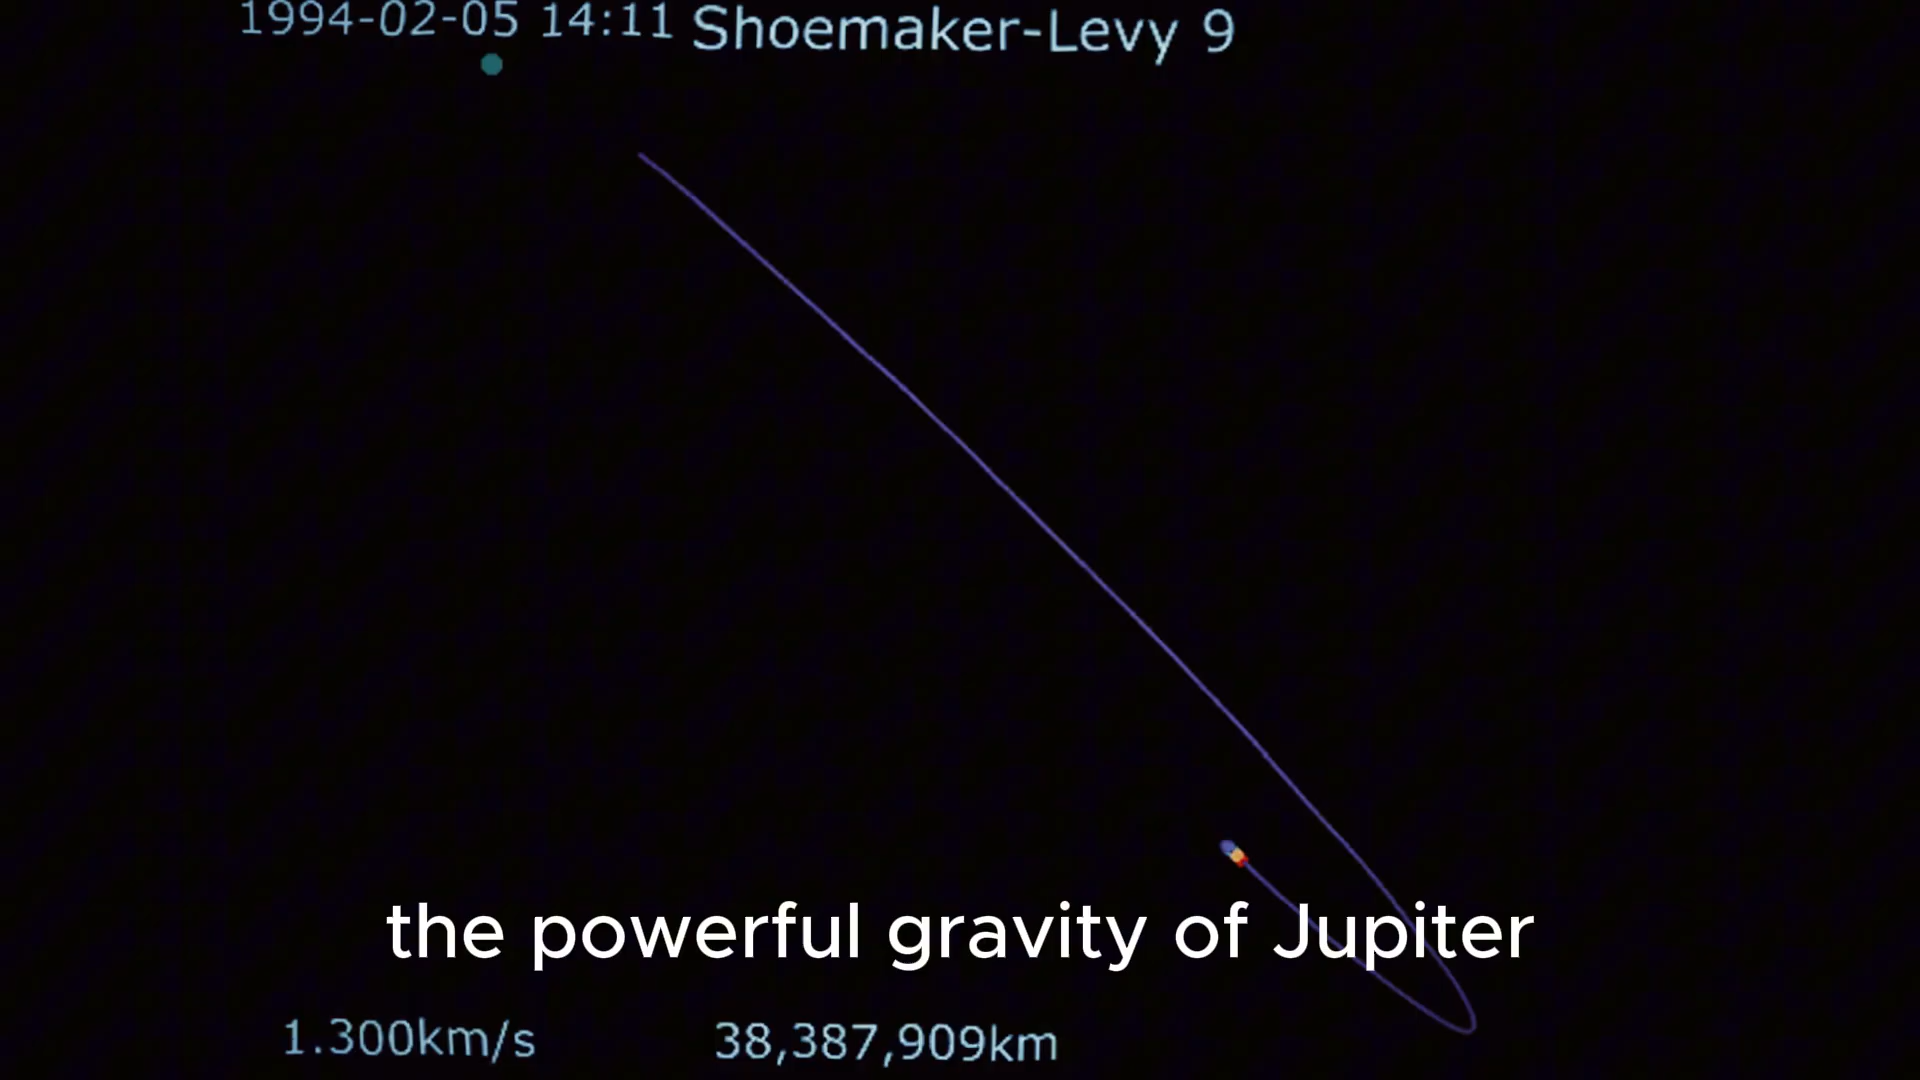 1994-02-05 14:11 Shoemaker-Levy 9
the powerful gravity of Jupiter
1.300km/s 38,387,909km